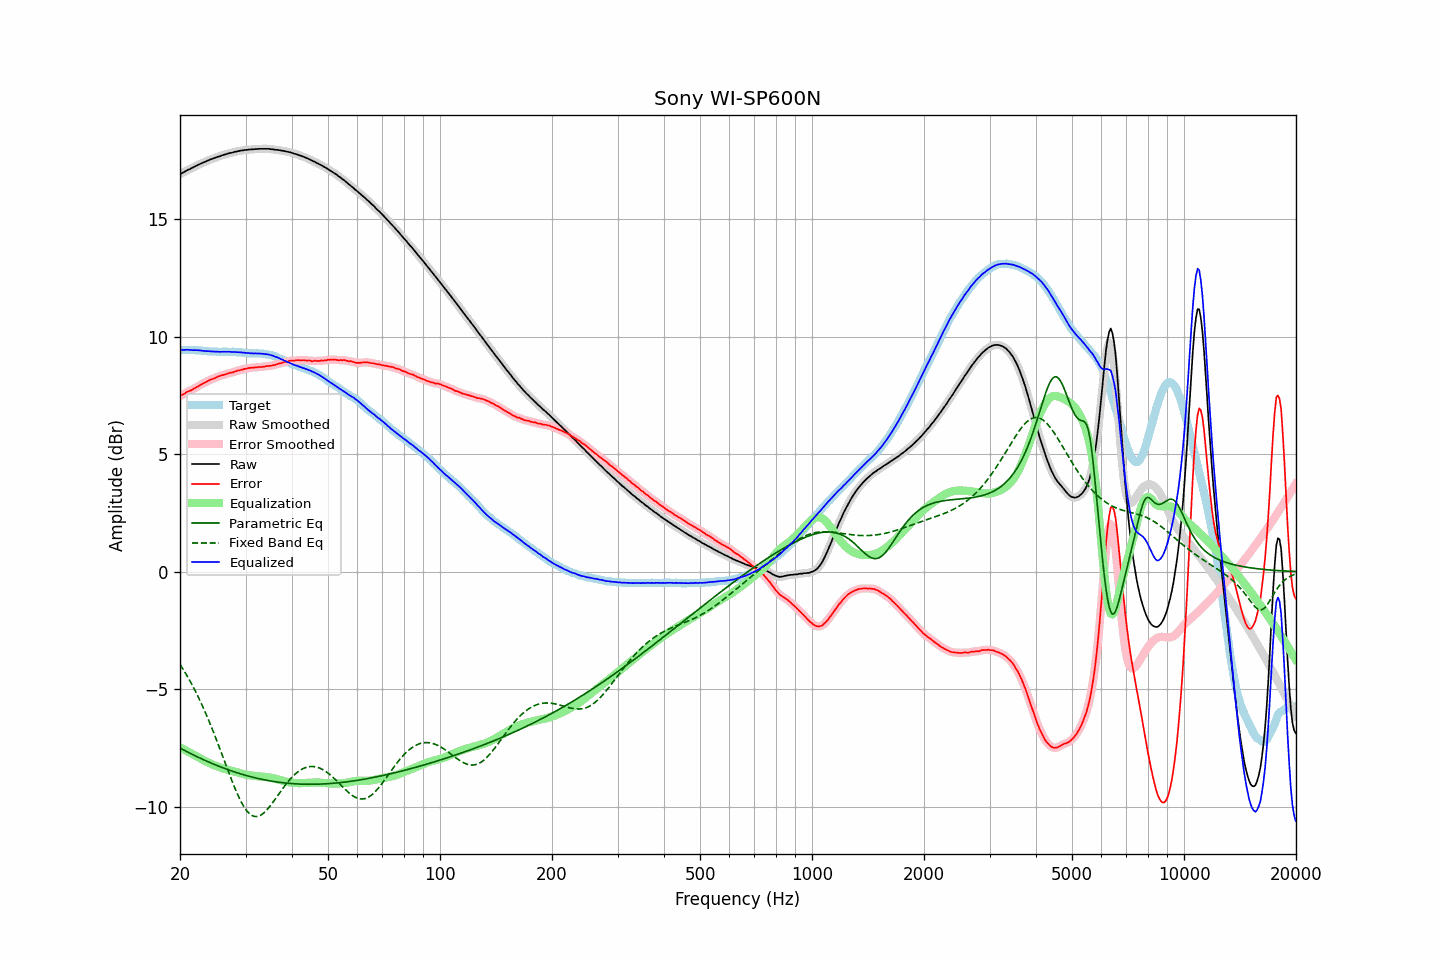 Sony WI-SP600N
Amplitude (dBr)
15
10
5
0
−5
−10
Target
Raw Smoothed
Error Smoothed
Raw
Error
Equalization
Parametric Eq
Fixed Band Eq
Equalized
20 50 100 200 500 1000 2000 5000 10000 20000
Frequency (Hz)